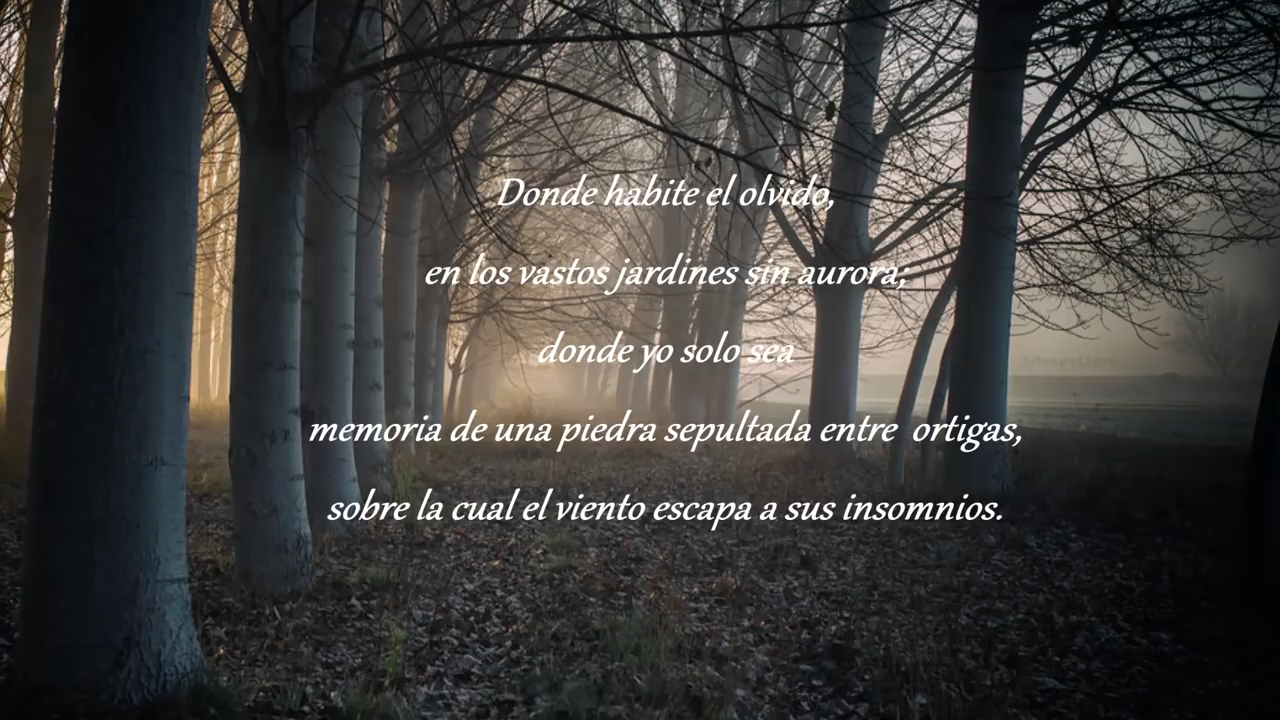 Donde habite el olvido,
en los vastos jardines sin aurora;
donde yo solo sea
memoria de una piedra sepultada entre  ortigas,
sobre la cual el viento escapa a sus insomnios.